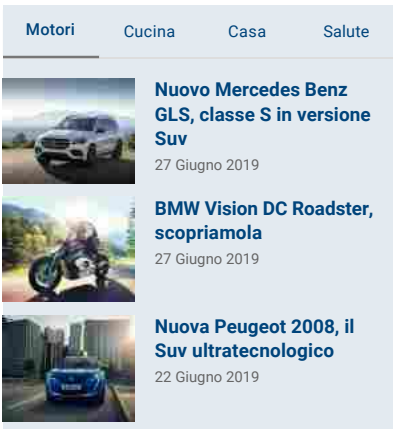 Motori Cucina Casa Salute
Nuovo Mercedes Benz
GLS, classe S in versione
Suv
27 Giugno 2019
BMW Vision DC Roadster,
scopriamola
27 Giugno 2019
Nuova Peugeot 2008, il
Suv ultratecnologico
22 Giugno 2019